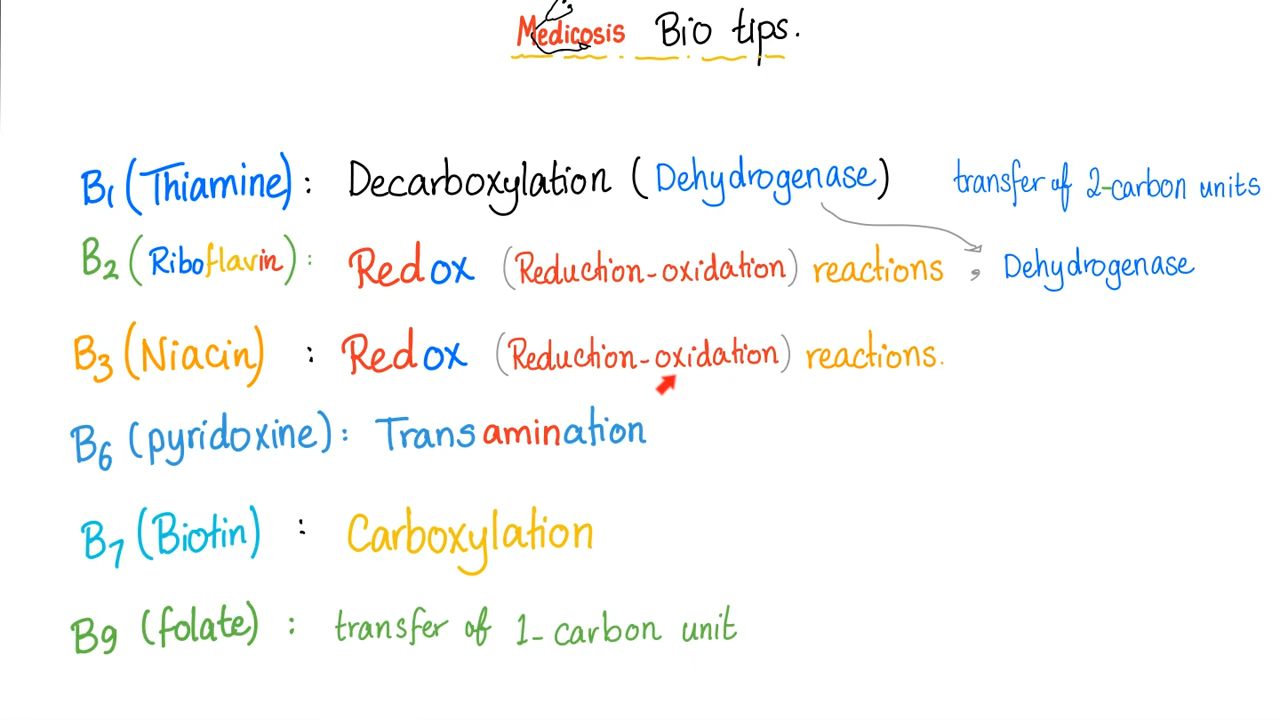 Medicosis Bio tips.
B1 (Thiamine) : Decarboxylation (Dehydrogenase) transfer of 2-carbon units
B2 (Riboflavin) : Redox (Reduction-oxidation) reactions ; Dehydrogenase
B3 (Niacin) : Redox (Reduction-oxidation) reactions.
B6 (pyridoxine) : Transamination
B7 (Biotin) : Carboxylation
B9 (folate) : transfer of 1-carbon unit